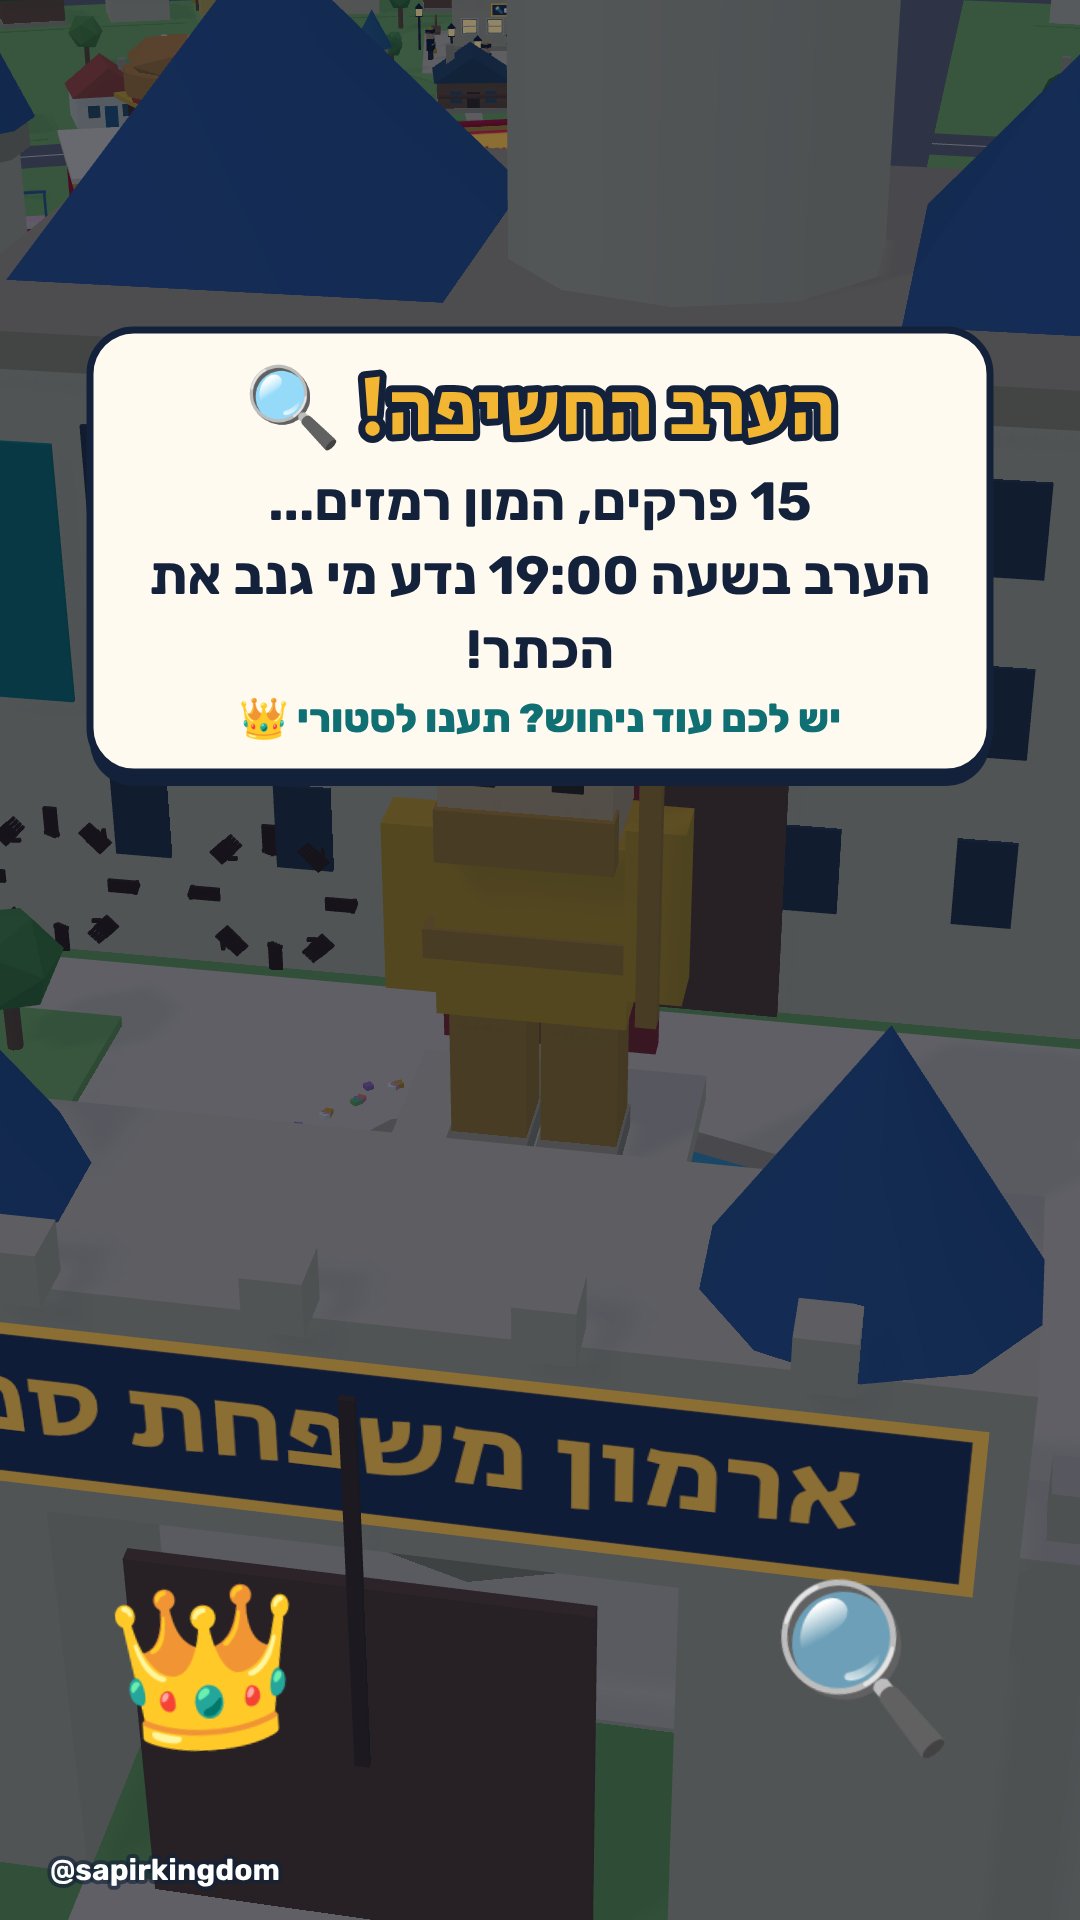 הערב החשיפה! 🔍
15 פרקים, המון רמזים...
הערב בשעה 19:00 נדע מי גנב את
הכתר!
יש לכם עוד ניחוש? תענו לסטורי 👑
ארמון משפחת
@sapirkingdom